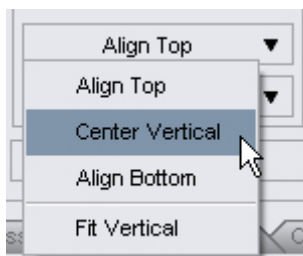 Align Top
Align Top
Center Vertical
Align Bottom
Fit Vertical